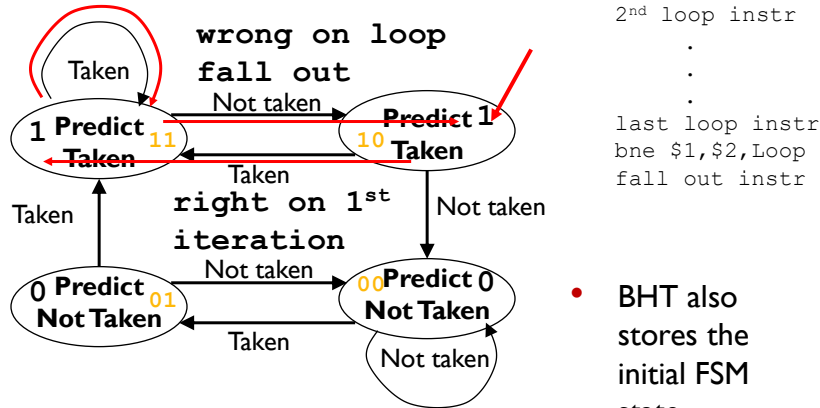 wrong on loop
fall out
Taken
Not taken
1 Predict 11
Taken
Predict 1
10 Taken
Taken
right on 1st
iteration
Taken
Not taken
Not taken
0 Predict 01
Not Taken
00 Predict 0
Not Taken
Taken
Not taken
2nd loop instr
.
.
.
last loop instr
bne $1,$2,Loop
fall out instr
• BHT also
stores the
initial FSM